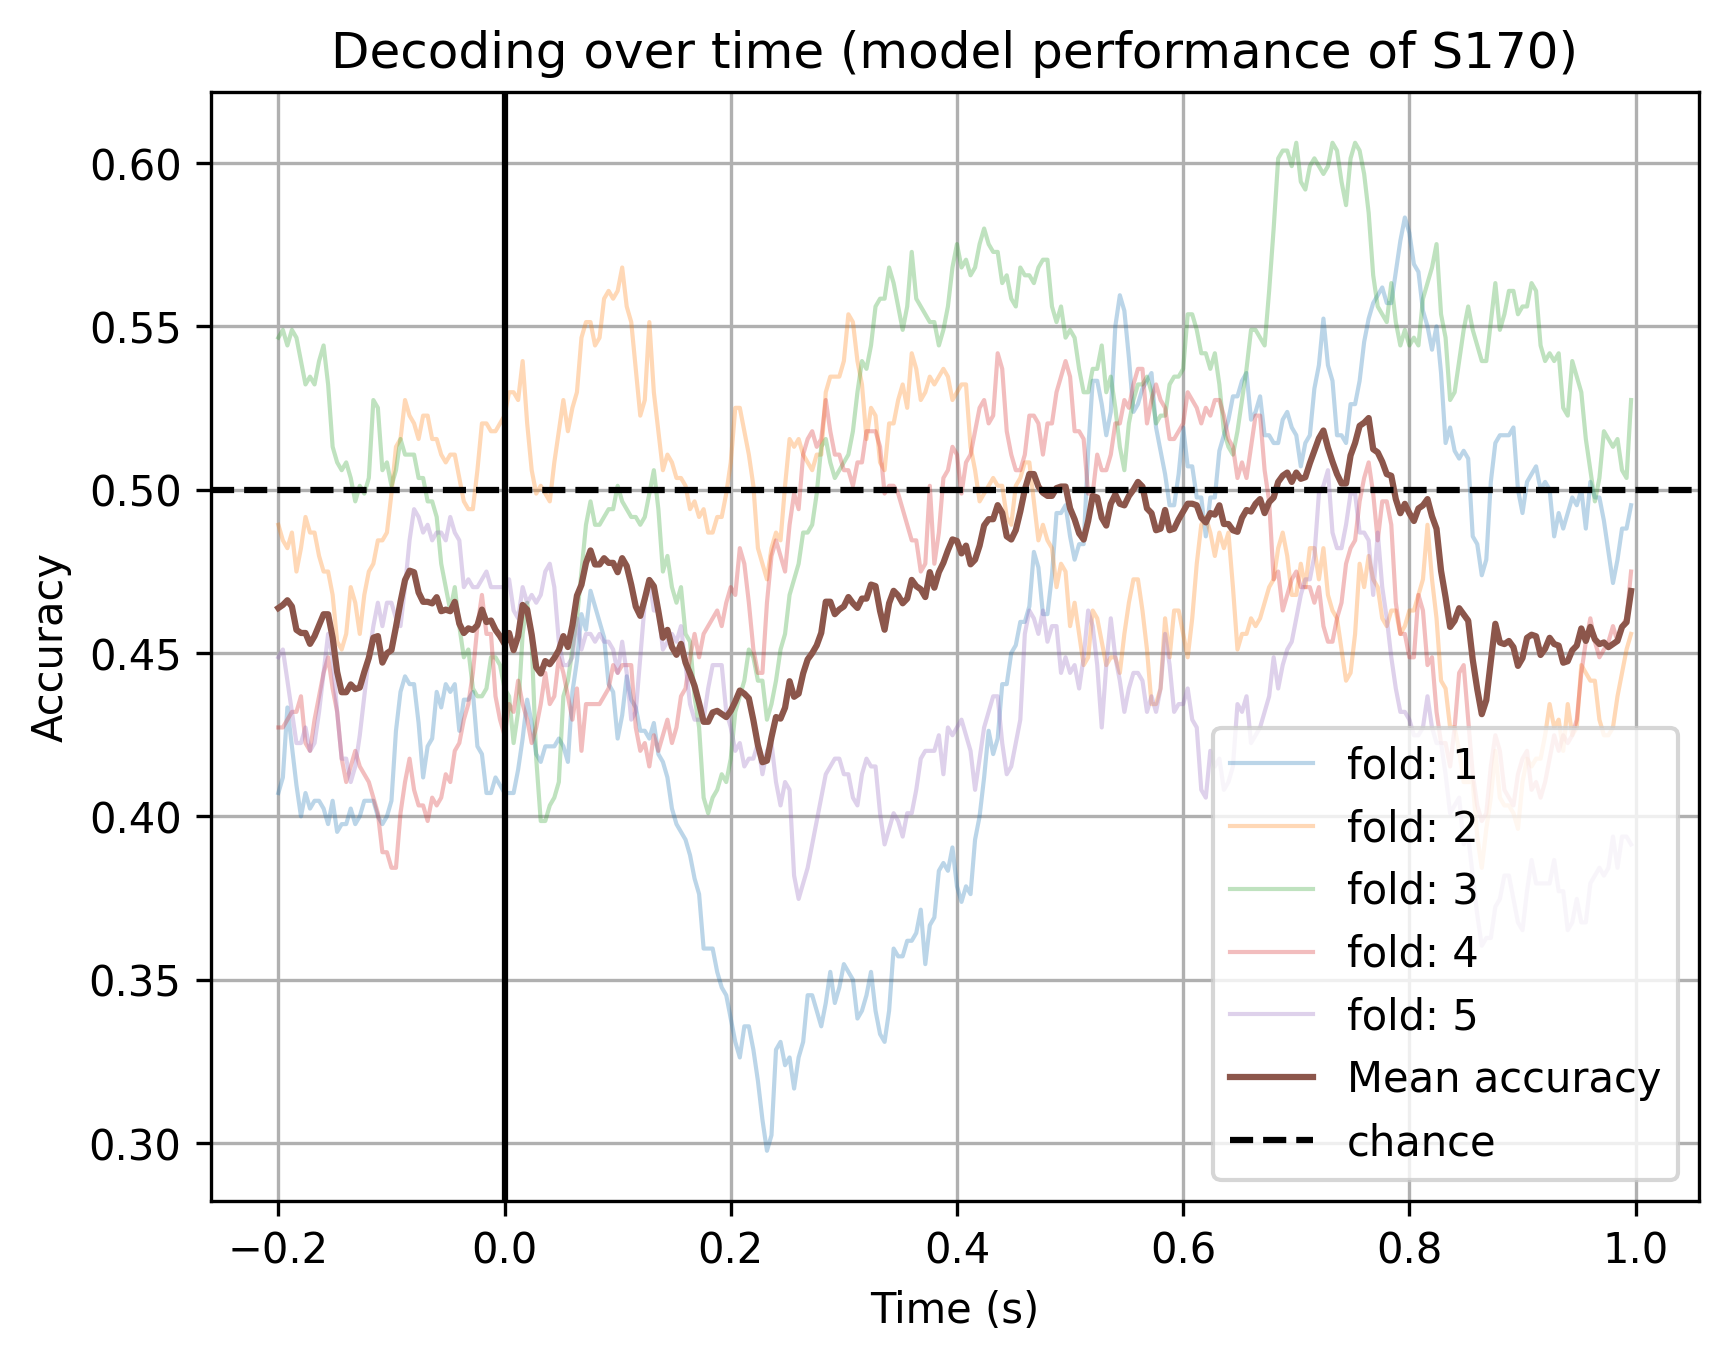 Decoding over time (model performance of S170)
0.60
0.55
0.50
0.45
0.40
0.35
0.30
Accuracy
fold: 1
fold: 2
fold: 3
fold: 4
fold: 5
Mean accuracy
chance
−0.2 0.0 0.2 0.4 0.6 0.8 1.0
Time (s)